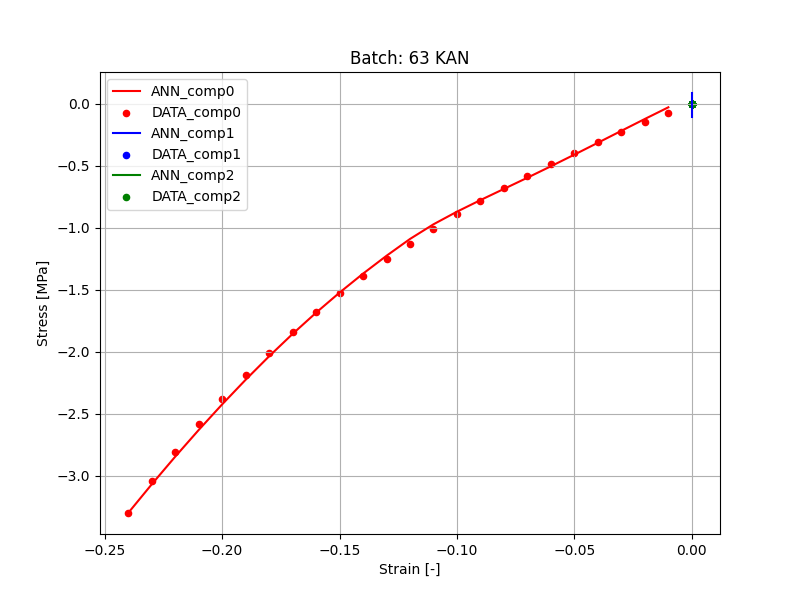 Batch: 63 KAN
ANN_comp0
DATA_comp0
ANN_comp1
DATA_comp1
ANN_comp2
DATA_comp2
Stress [MPa]
0.0
−0.5
−1.0
−1.5
−2.0
−2.5
−3.0
−0.25 −0.20 −0.15 −0.10 −0.05 0.00
Strain [-]